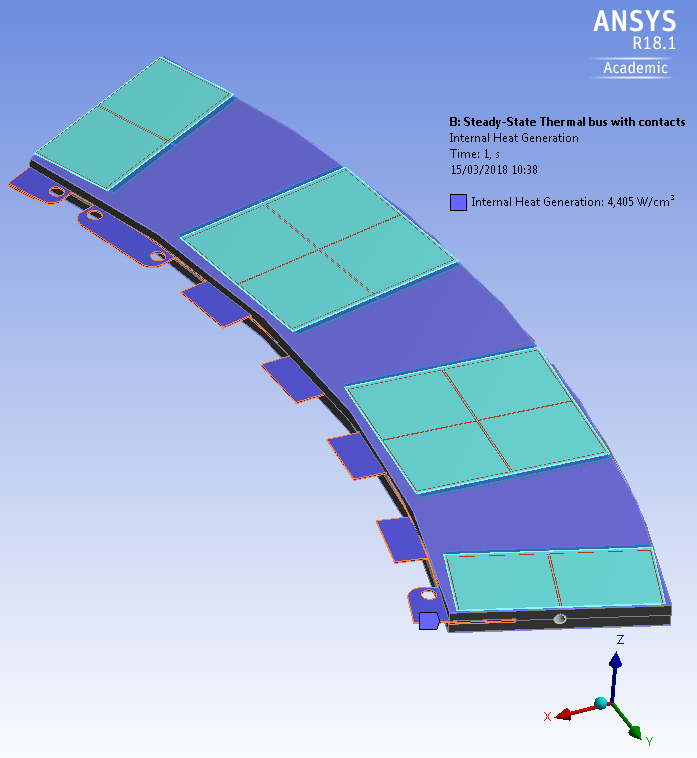 ANSYS
R18.1
Academic
B: Steady-State Thermal bus with contacts
Internal Heat Generation
Time: 1, s
15/03/2018 10:38
Internal Heat Generation: 4,405 W/cm³
Z
X
Y